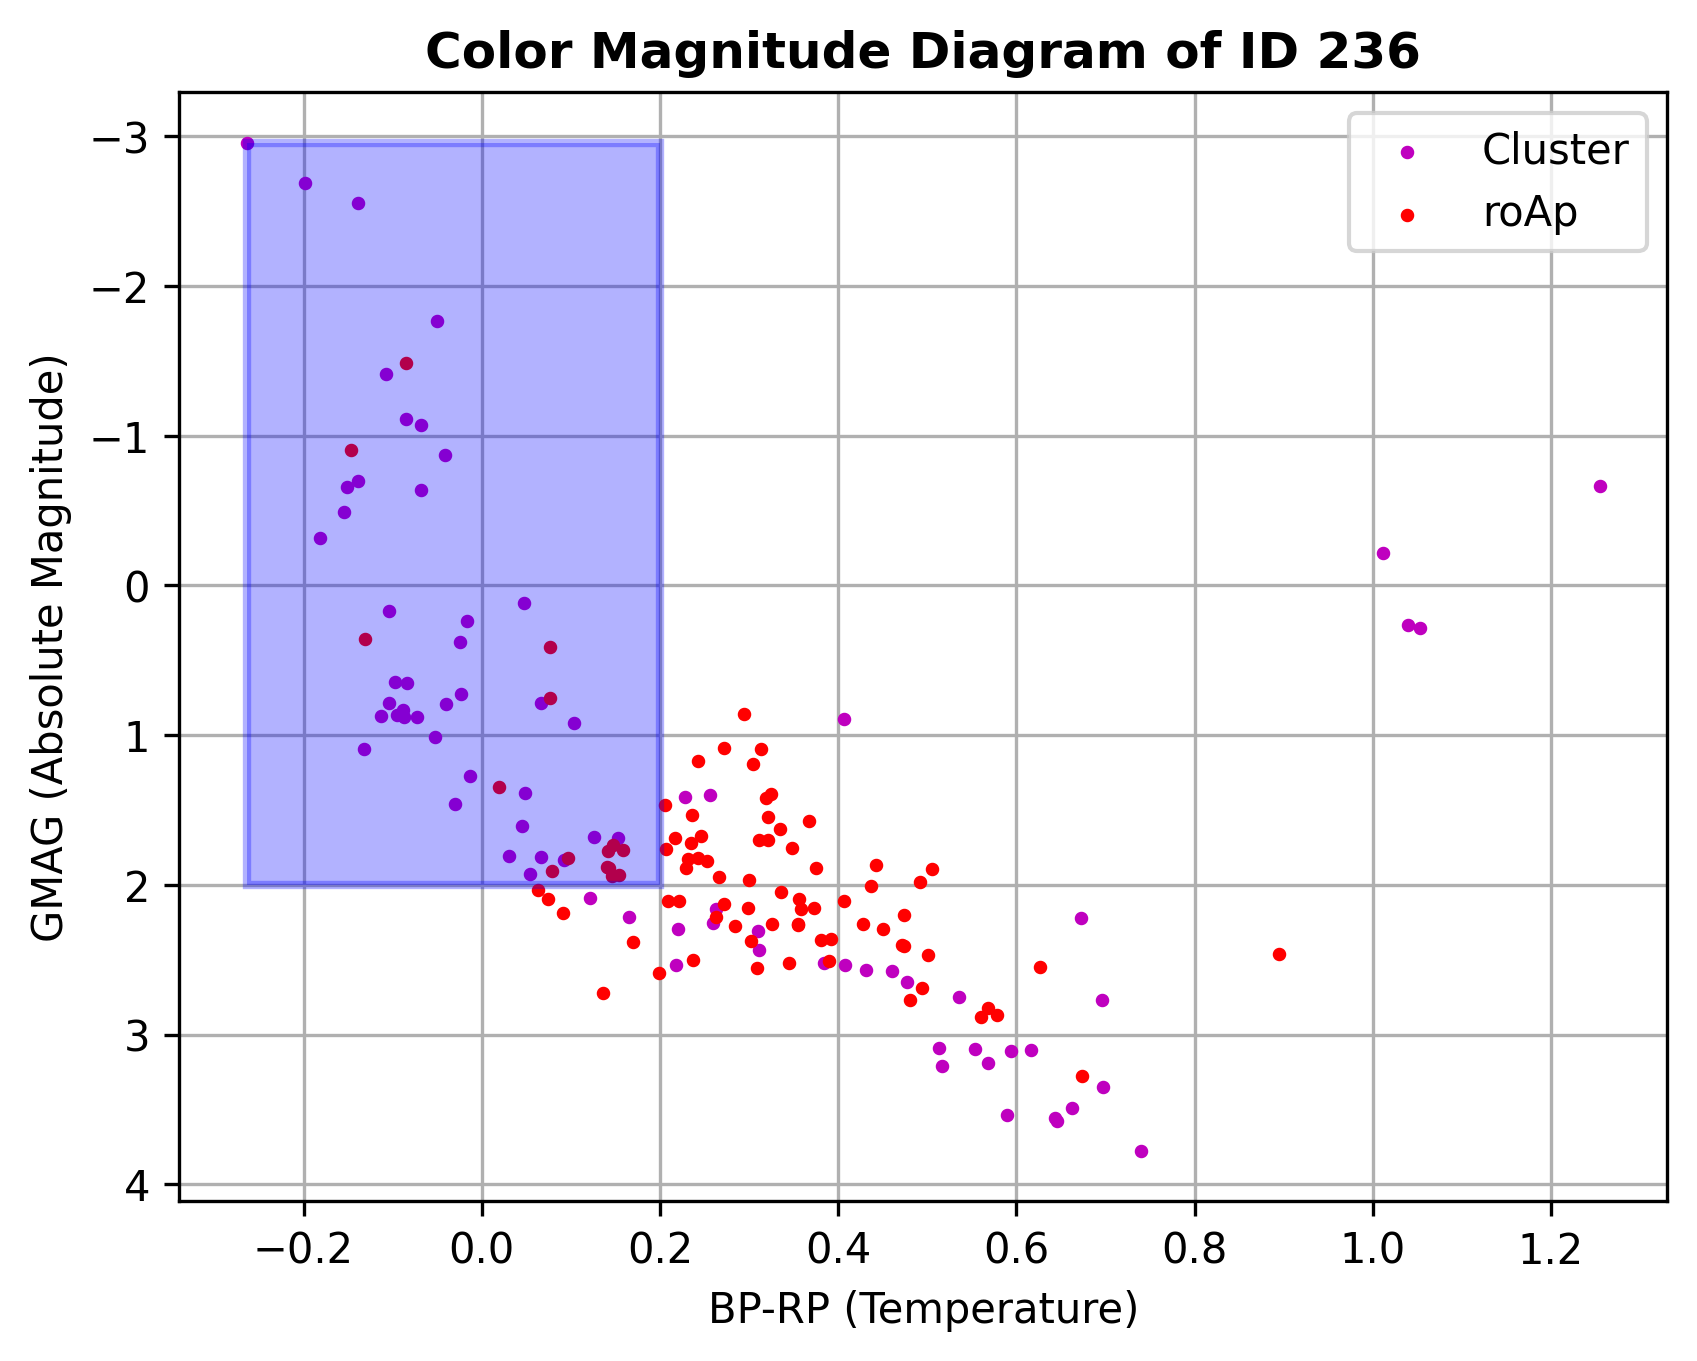 Color Magnitude Diagram of ID 236
Cluster
roAp
GMAG (Absolute Magnitude)
−3
−2
−1
0
1
2
3
4
−0.2 0.0 0.2 0.4 0.6 0.8 1.0 1.2
BP-RP (Temperature)